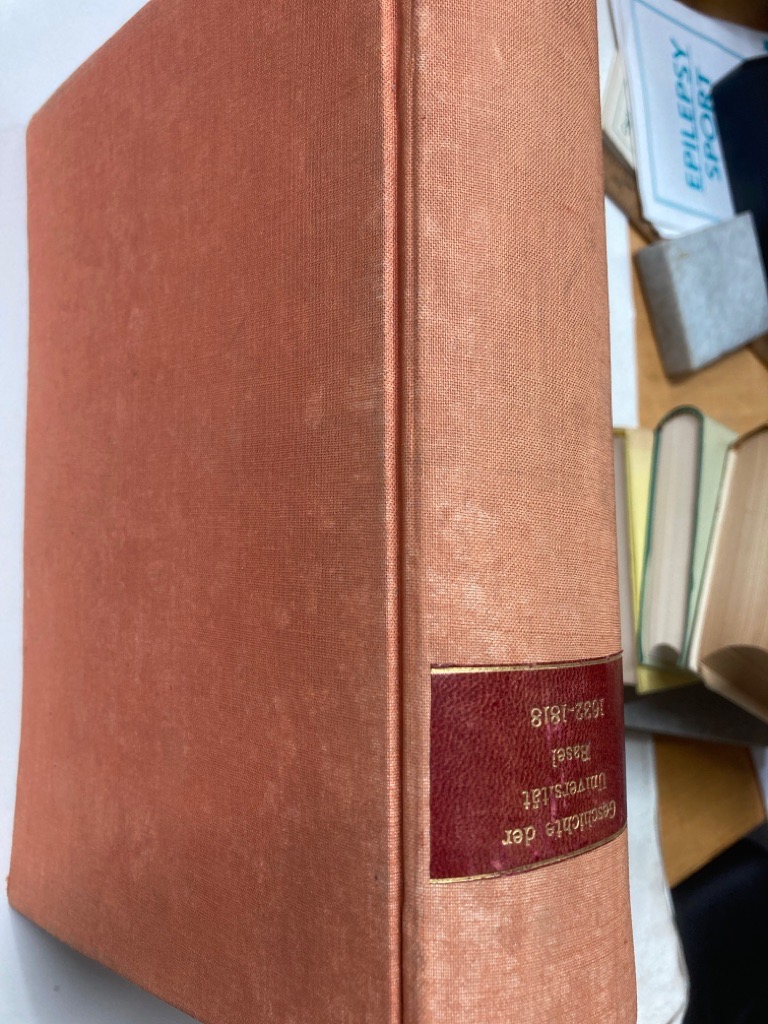 Geschichte der
Universität
Basel
1632-1818
EPILEPSY
SPORT